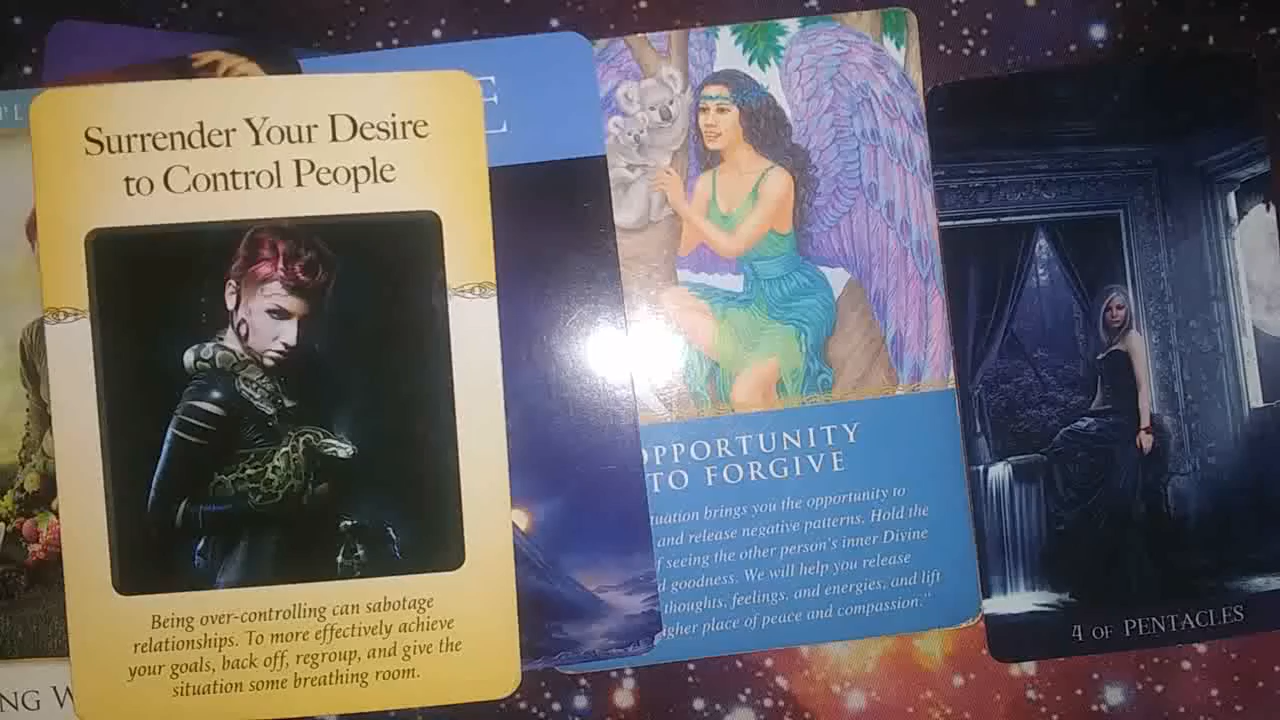 Surrender Your Desire
to Control People
Being over-controlling can sabotage
relationships. To more effectively achieve
your goals, back off, regroup, and give the
situation some breathing room.
PL
E
OPPORTUNITY
TO FORGIVE
brings you the opportunity to
and release negative patterns. Hold the
seeing the other person's inner Divine
goodness. We will help you release
thoughts, feelings, and energies, and lift
place of peace and compassion."
4 OF PENTACLES
NG W